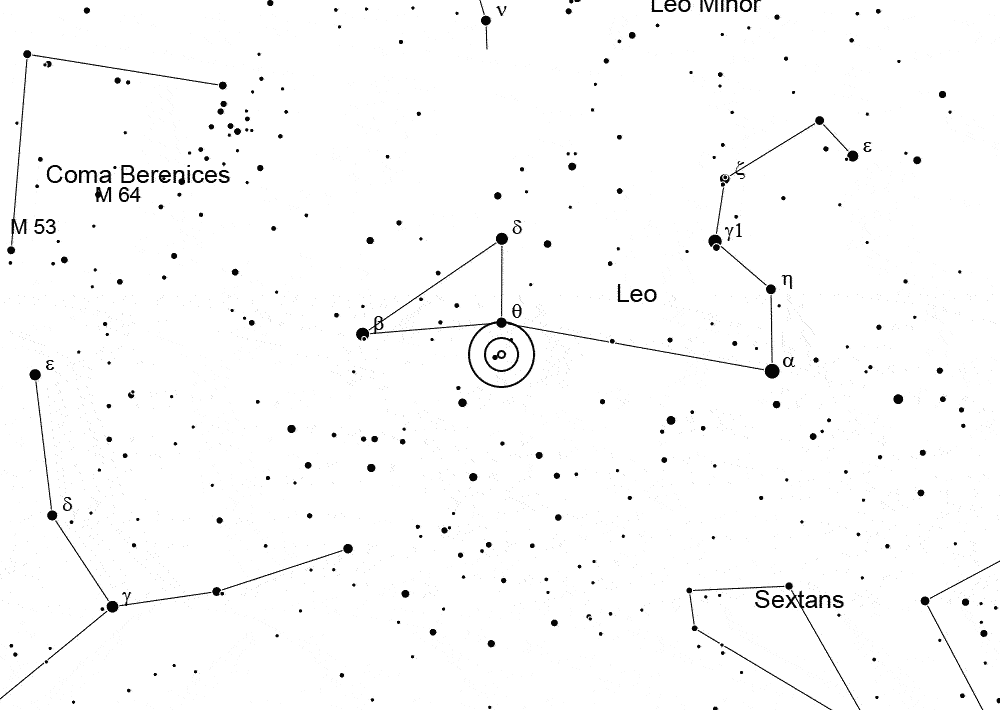 ν
Leo Minor
ε
ζ
Coma Berenices
M 64
M 53
δ
γ1
η
Leo
θ
β
α
ε
δ
γ
Sextans